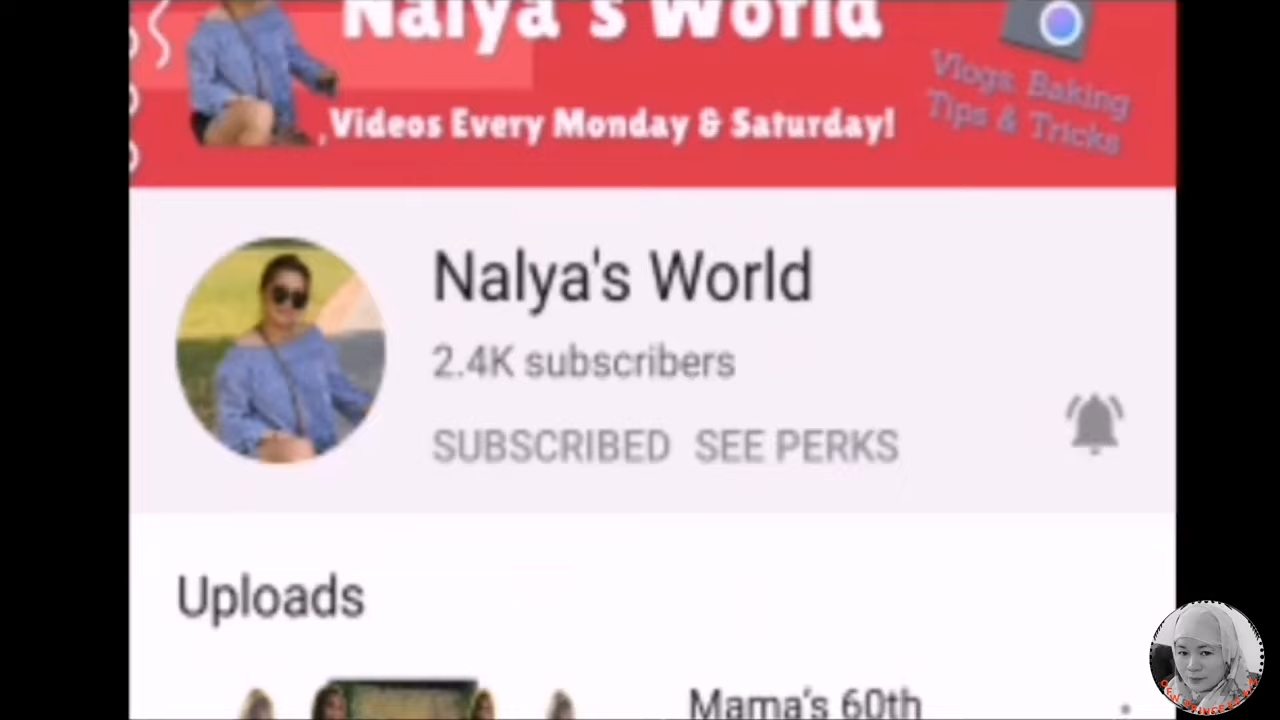 Nalya's World
Vlogs, Baking
Tips & Tricks
,Videos Every Monday & Saturday!
Nalya's World
2.4K subscribers
SUBSCRIBED SEE PERKS
Uploads
Mama's 60th